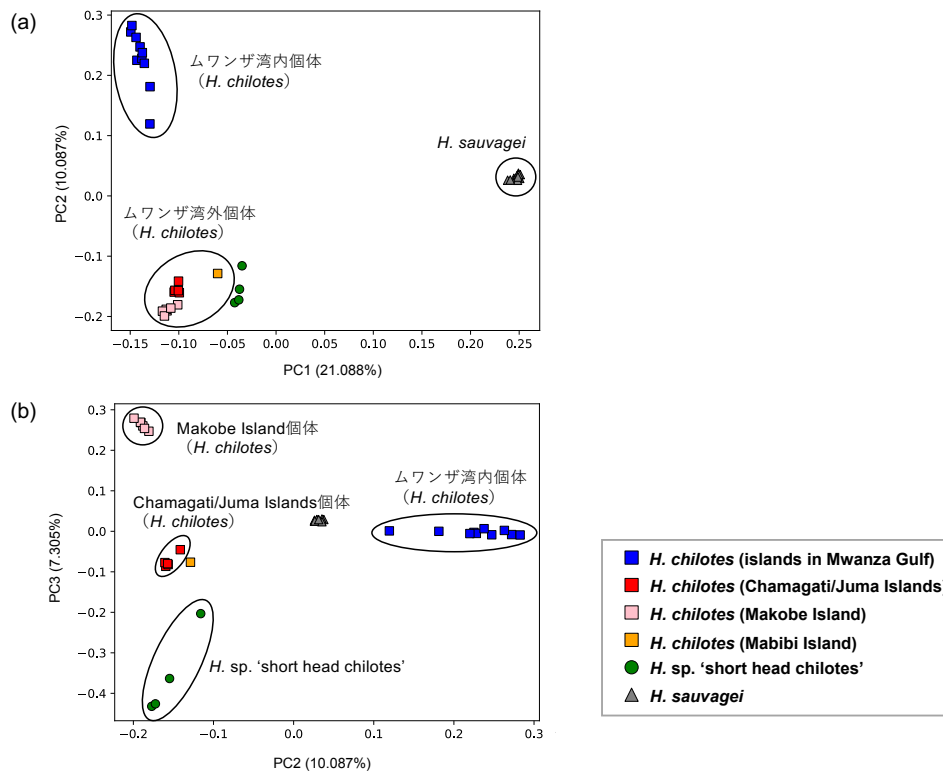 (a)
0.3
0.2
0.1
0.0
−0.1
−0.2
PC2 (10.087%)
ムワンザ湾内個体
（H. chilotes）
H. sauvagei
ムワンザ湾外個体
（H. chilotes）
−0.15 −0.10 −0.05 0.00 0.05 0.10 0.15 0.20 0.25
PC1 (21.088%)
(b)
0.3
0.2
0.1
0.0
−0.1
−0.2
−0.3
−0.4
PC3 (7.305%)
Makobe Island個体
（H. chilotes）
ムワンザ湾内個体
（H. chilotes）
Chamagati/Juma Islands個体
（H. chilotes）
H. sp. ‘short head chilotes’
−0.2 −0.1 0.0 0.1 0.2 0.3
PC2 (10.087%)
H. chilotes (islands in Mwanza Gulf)
H. chilotes (Chamagati/Juma Islands)
H. chilotes (Makobe Island)
H. chilotes (Mabibi Island)
H. sp. ‘short head chilotes’
H. sauvagei